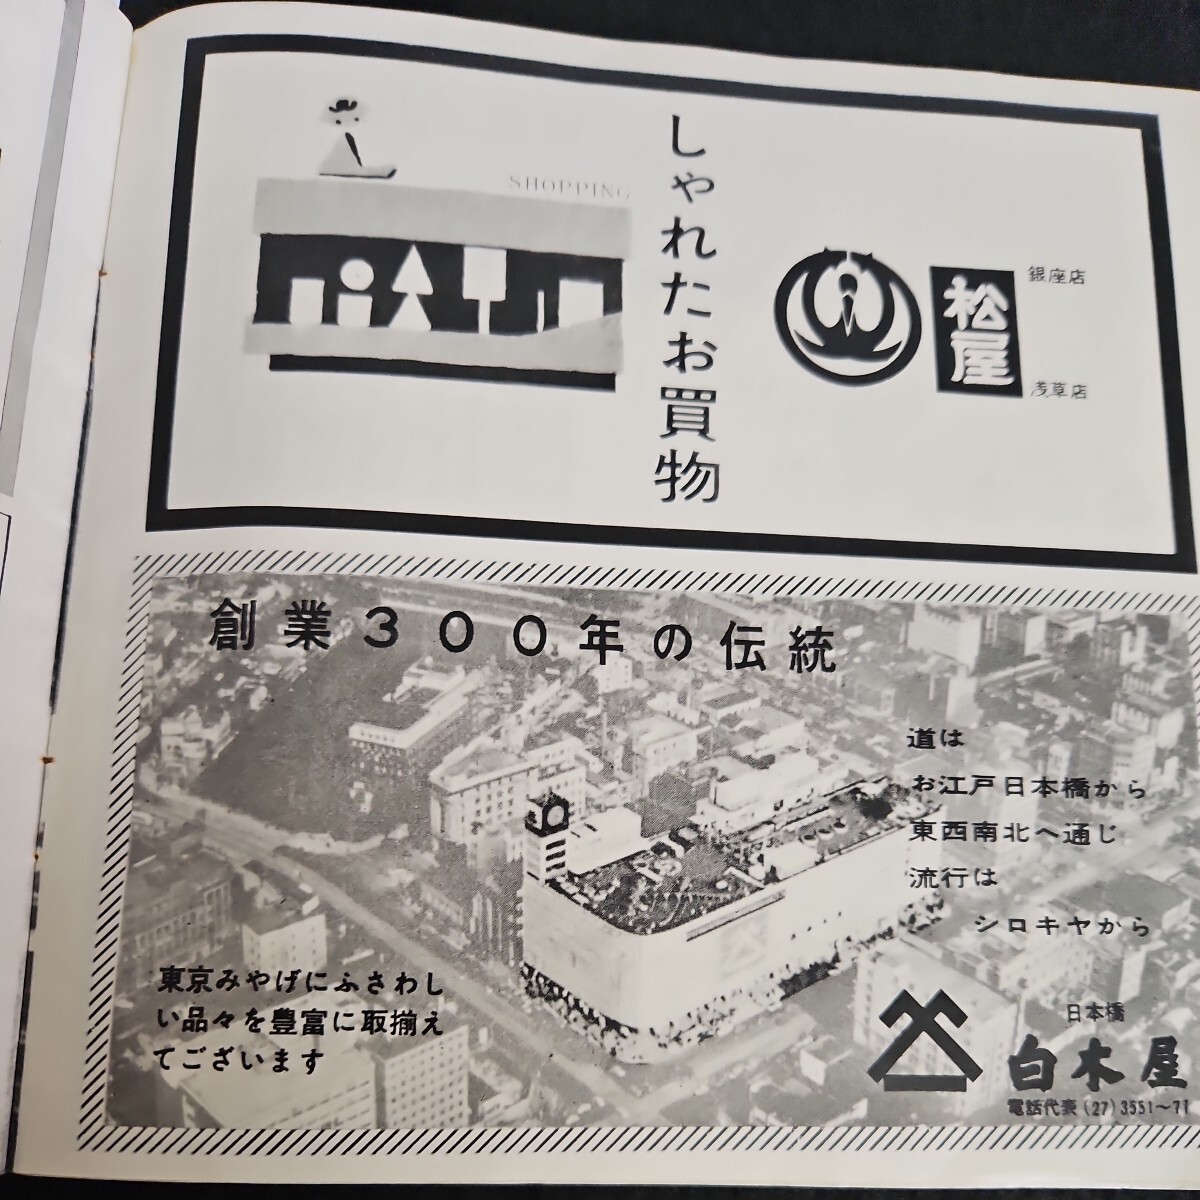 SHOPPING
しゃれたお買物
松屋
銀座店
浅草店
創業300年の伝統
道は
お江戸日本橋から
東西南北へ通じ
流行は
シロキヤから
東京みやげにふさわし
い品々を豊富に取揃え
てございます
日本橋
白木屋
電話代表(27)3551〜71